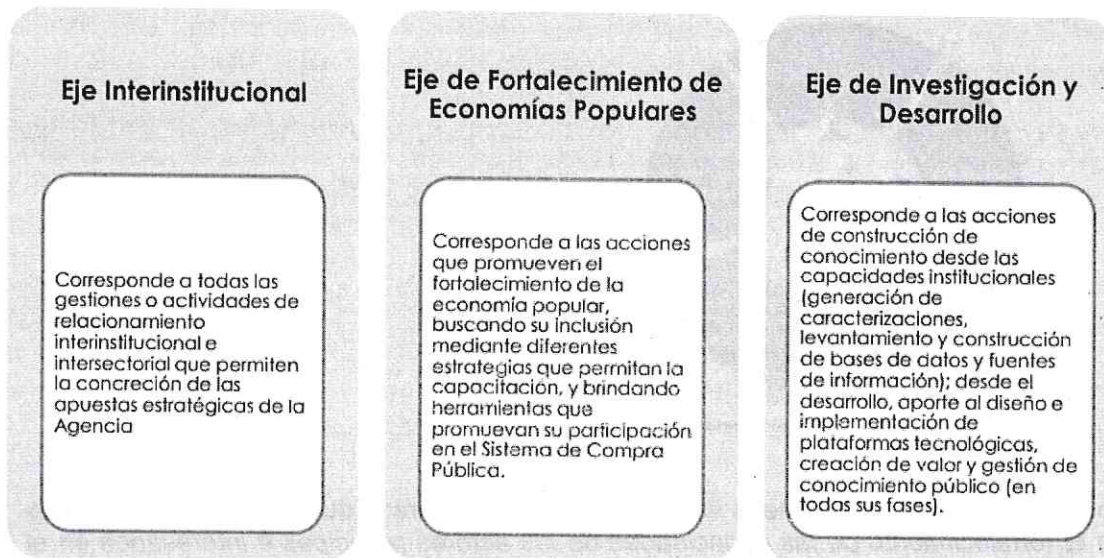 Eje Interinstitucional
Corresponde a todas las
gestiones o actividades de
relacionamiento
interinstitucional e
intersectorial que permiten
la concreción de las
apuestas estratégicas de la
Agencia
Eje de Fortalecimiento de
Economías Populares
Corresponde a las acciones
que promueven el
fortalecimiento de la
economía popular,
buscando su inclusión
mediante diferentes
estrategias que permitan la
capacitación, y brindando
herramientas que
promuevan su participación
en el Sistema de Compra
Pública.
Eje de Investigación y
Desarrollo
Corresponde a las acciones
de construcción de
conocimiento desde las
capacidades institucionales
(generación de
caracterizaciones,
levantamiento y construcción
de bases de datos y fuentes
de información); desde el
desarrollo, aporte al diseño e
implementación de
plataformas tecnológicas,
creación de valor y gestión de
conocimiento público (en
todas sus fases).